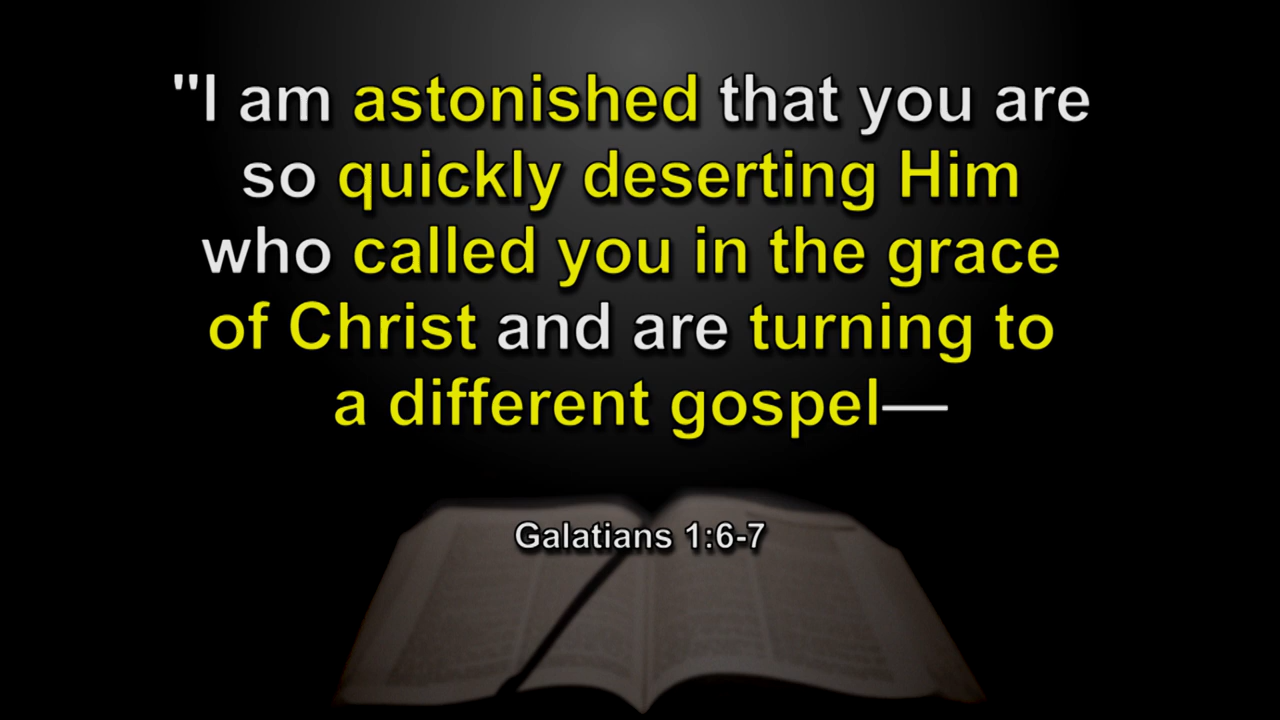 "I am astonished that you are
so quickly deserting Him
who called you in the grace
of Christ and are turning to
a different gospel—
Galatians 1:6-7